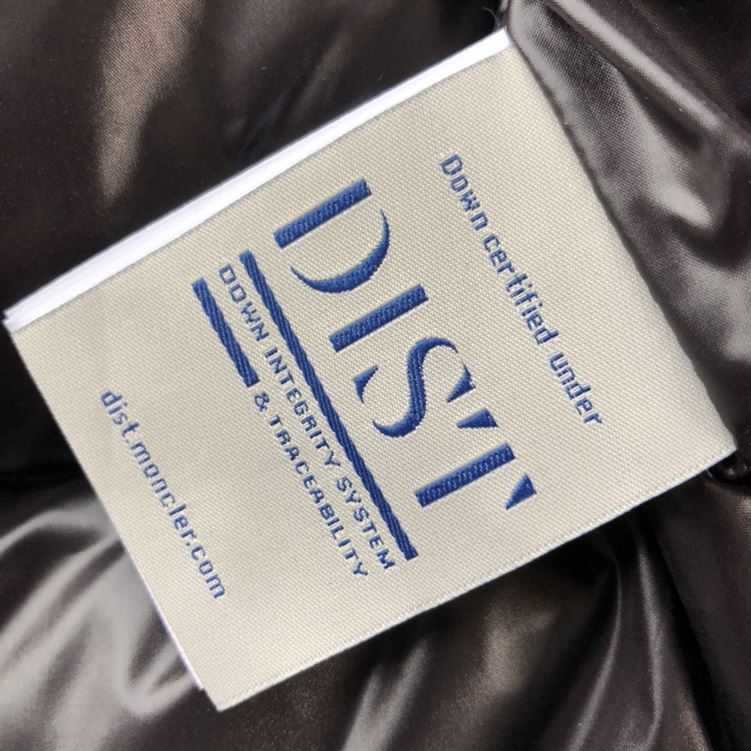 Down certified under
DIST
DOWN INTEGRITY SYSTEM
& TRACEABILITY
dist.moncler.com